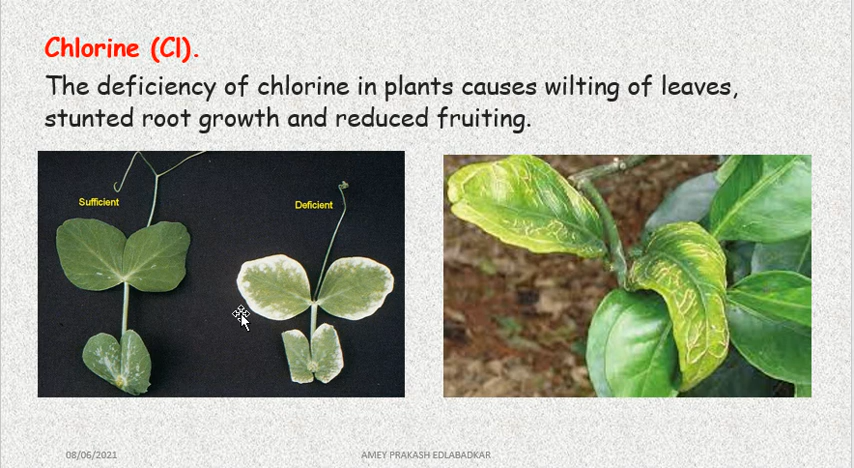 Chlorine (Cl).
The deficiency of chlorine in plants causes wilting of leaves,
stunted root growth and reduced fruiting.
Sufficient
Deficient
08/06/2021
AMEY PRAKASH EDLABADKAR